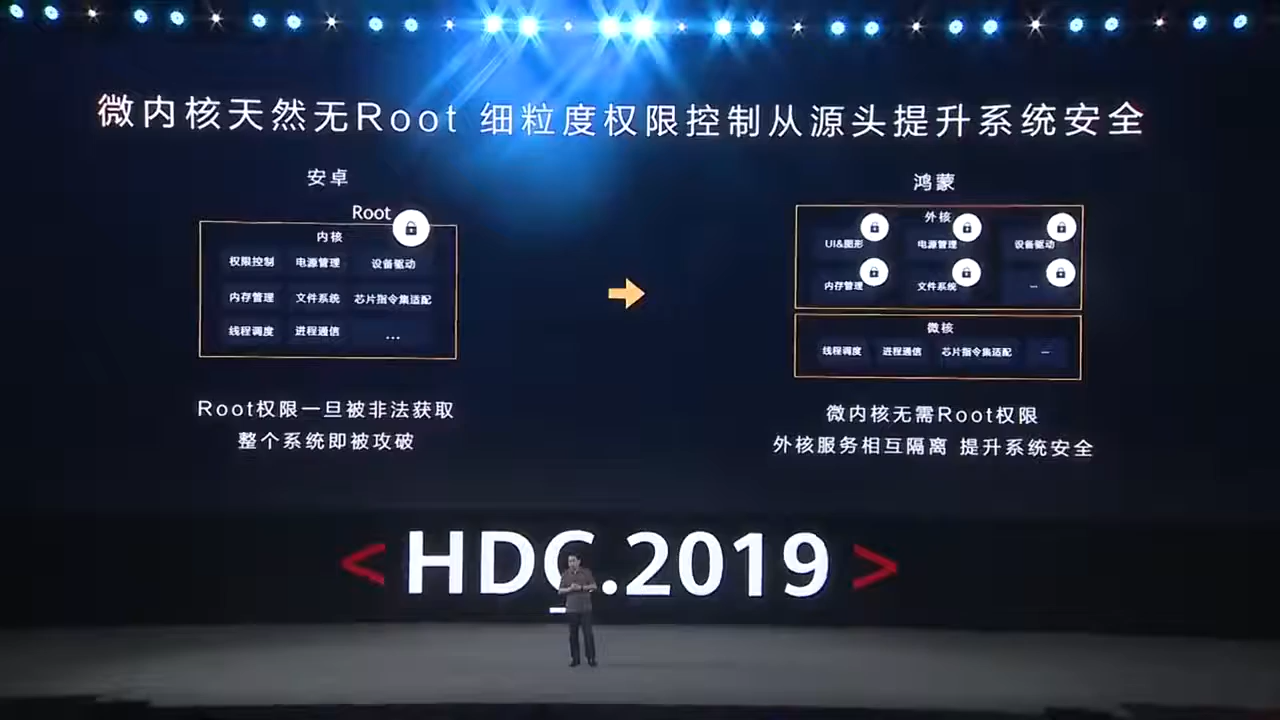 微内核天然无Root 细粒度权限控制从源头提升系统安全
安卓
Root
内核
权限控制 电源管理 设备驱动
内存管理 文件系统 芯片指令集适配
线程调度 进程通信 ...
Root权限一旦被非法获取
整个系统即被攻破
鸿蒙
外核
UI&图形 电源管理 设备驱动
内存管理 文件系统 ...
微核
线程调度 进程通信 芯片指令集适配 ...
微内核无需Root权限
外核服务相互隔离 提升系统安全
<HDC.2019>